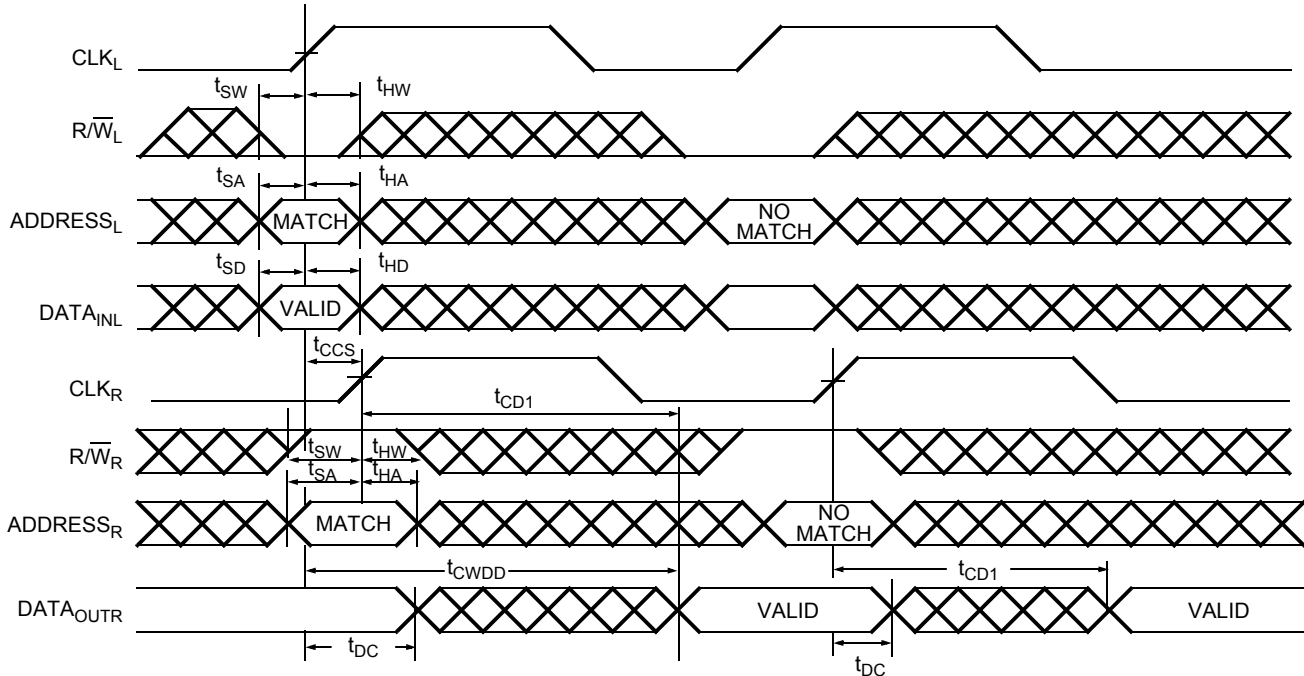 CLK_L
t_SW t_HW
R/W̅_L
t_SA t_HA
ADDRESS_L MATCH NO MATCH
t_SD t_HD
DATA_INL VALID
t_CCS
CLK_R
t_CD1
R/W̅_R
t_SW t_HW
t_SA t_HA
ADDRESS_R MATCH NO MATCH
t_CWDD t_CD1
DATA_OUTR VALID VALID
t_DC t_DC